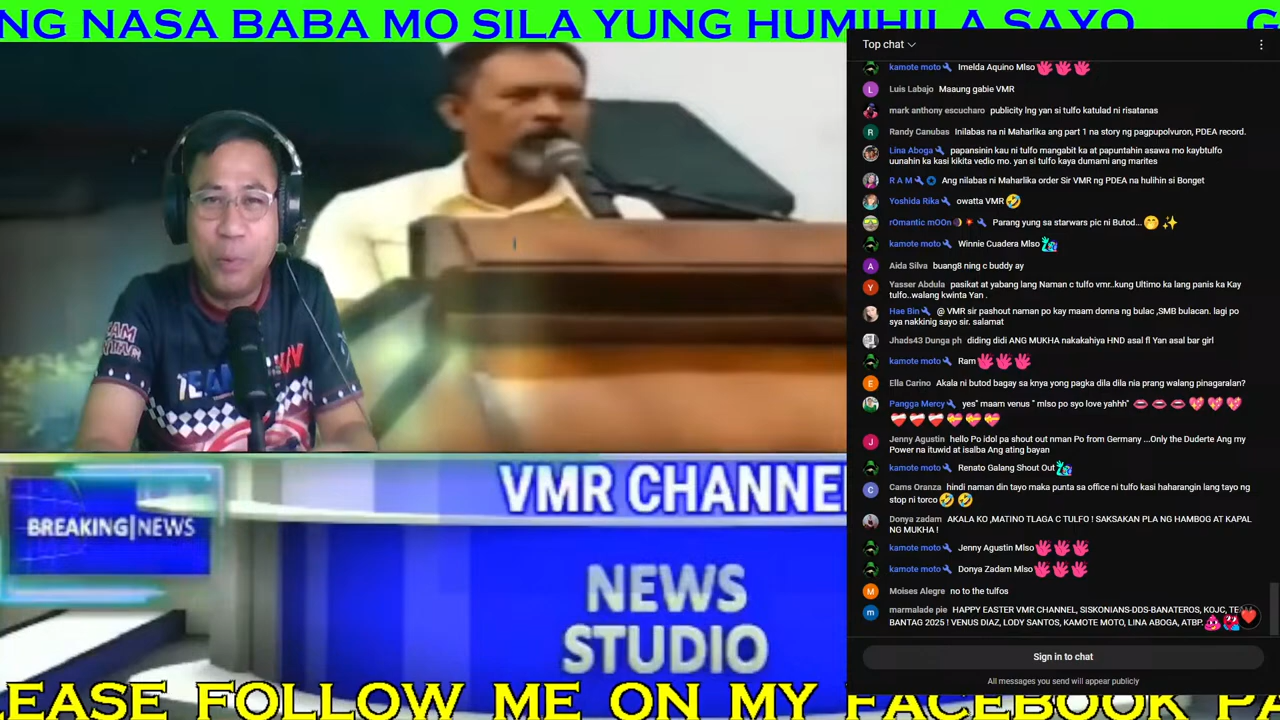 NG NASA BABA MO SILA YUNG HUMIHILA SAYO
Top chat
kamote moto Imelda Aquino Mlso
L Luis Labajo Maaung gabie VMR
mark anthony escucharo publicity lng yan si tulfo katulad ni risatanas
R Randy Canubas Inilabas na ni Maharlika ang part 1 na story ng pagpupolvuron, PDEA record.
Lina Aboga papansinin kau ni tulfo mangabit ka at papuntahin asawa mo kaybtulfo
uunahin ka kasi kikita vedio mo. yan si tulfo kaya dumami ang marites
R A M Ang nilabas ni Maharlika order Sir VMR ng PDEA na hulihin si Bonget
Yoshida Rika owatta VMR🤣
rOmantic mOOn Parang yung sa starwars pic ni Butod...🤭✨
kamote moto Winnie Cuadera Mlso
A Aida Silva buang8 ning c buddy ay
Y Yasser Abdula pasikat at yabang lang Naman c tulfo vmr..kung Ultimo ka lang panis ka Kay
tulfo..walang kwinta Yan .
Hae Bin @ VMR sir pashout naman po kay maam donna ng bulac ,SMB bulacan. lagi po
sya nakkinig sayo sir. salamat
Jhads43 Dunga ph diding didi ANG MUKHA nakakahiya HND asal fl Yan asal bar girl
kamote moto Ram
E Ella Carino Akala ni butod bagay sa knya yong pagka dila dila nia prang walang pinagaralan?
Pangga Mercy yes" maam venus " mlso po syo love yahhh" 👄👄👄💖💖💖
❤️‍🩹❤️‍🩹❤️‍🩹💝💝💝
J Jenny Agustin hello Po idol pa shout out nman Po from Germany ...Only the Duderte Ang my
Power na ituwid at isalba Ang ating bayan
kamote moto Renato Galang Shout Out
C Cams Oranza hindi naman din tayo maka punta sa office ni tulfo kasi haharangin lang tayo ng
stop ni torco🤣🤣
Donya zadam AKALA KO ,MATINO TLAGA C TULFO ! SAKSAKAN PLA NG HAMBOG AT KAPAL
NG MUKHA !
kamote moto Jenny Agustin Mlso
kamote moto Donya Zadam Mlso
M Moises Alegre no to the tulfos
m marmalade pie HAPPY EASTER VMR CHANNEL, SISKONIANS-DDS-BANATEROS, KOJC,
BANTAG 2025 ! VENUS DIAZ, LODY SANTOS, KAMOTE MOTO, LINA ABOGA, ATBP.
Sign in to chat
All messages you send will appear publicly
VMR CHANNE
BREAKING|NEWS
NEWS
STUDIO
EASE FOLLOW ME ON MY FACEBOOK PA